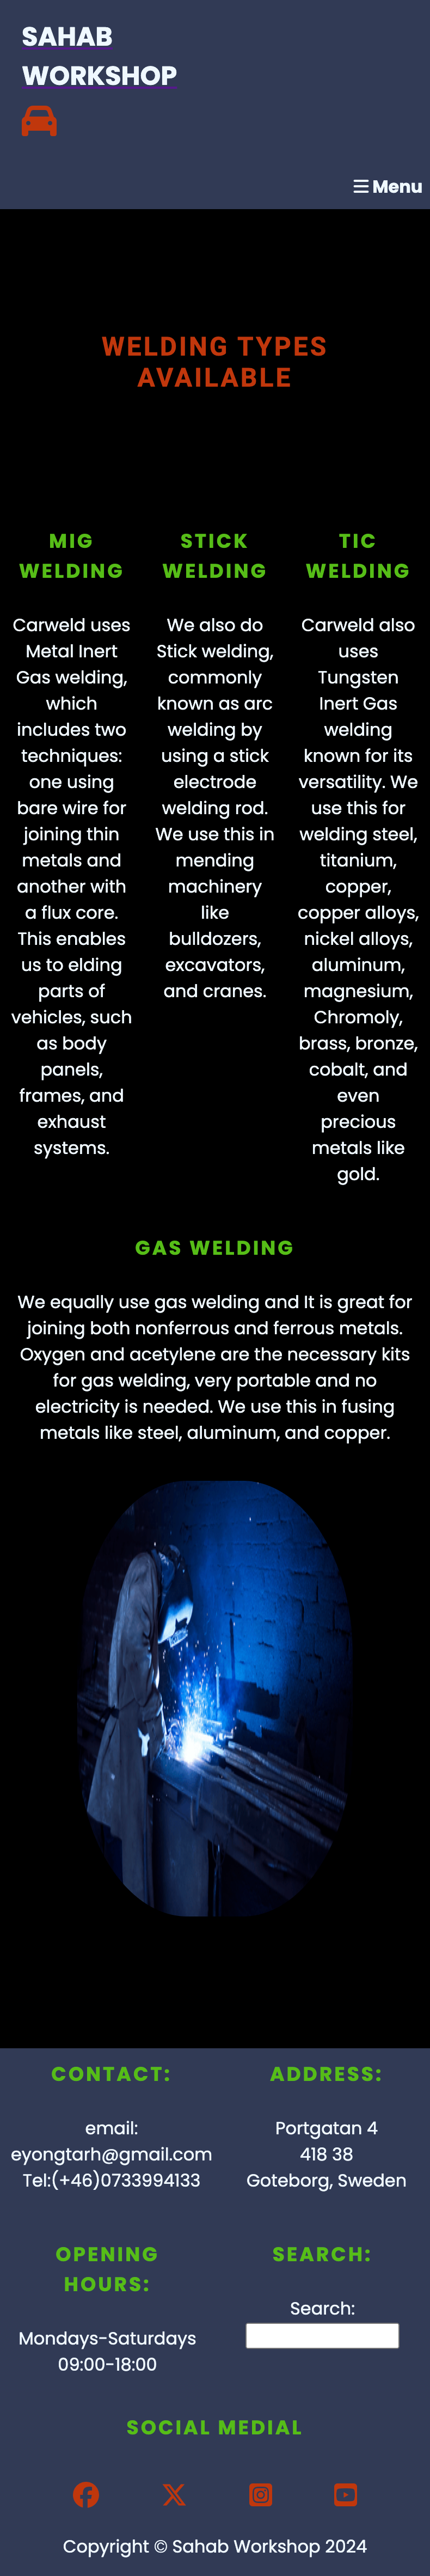 SAHAB
WORKSHOP
Menu
WELDING TYPES
AVAILABLE
MIG
WELDING
Carweld uses
Metal Inert
Gas welding,
which
includes two
techniques:
one using
bare wire for
joining thin
metals and
another with
a flux core.
This enables
us to elding
parts of
vehicles, such
as body
panels,
frames, and
exhaust
systems.
STICK
WELDING
We also do
Stick welding,
commonly
known as arc
welding by
using a stick
electrode
welding rod.
We use this in
mending
machinery
like
bulldozers,
excavators,
and cranes.
TIC
WELDING
Carweld also
uses
Tungsten
Inert Gas
welding
known for its
versatility. We
use this for
welding steel,
titanium,
copper,
copper alloys,
nickel alloys,
aluminum,
magnesium,
Chromoly,
brass, bronze,
cobalt, and
even
precious
metals like
gold.
GAS WELDING
We equally use gas welding and It is great for
joining both nonferrous and ferrous metals.
Oxygen and acetylene are the necessary kits
for gas welding, very portable and no
electricity is needed. We use this in fusing
metals like steel, aluminum, and copper.
CONTACT:
email:
eyongtarh@gmail.com
Tel:(+46)0733994133
ADDRESS:
Portgatan 4
418 38
Goteborg, Sweden
OPENING
HOURS:
Mondays-Saturdays
09:00-18:00
SEARCH:
Search:
SOCIAL MEDIAL
Copyright © Sahab Workshop 2024